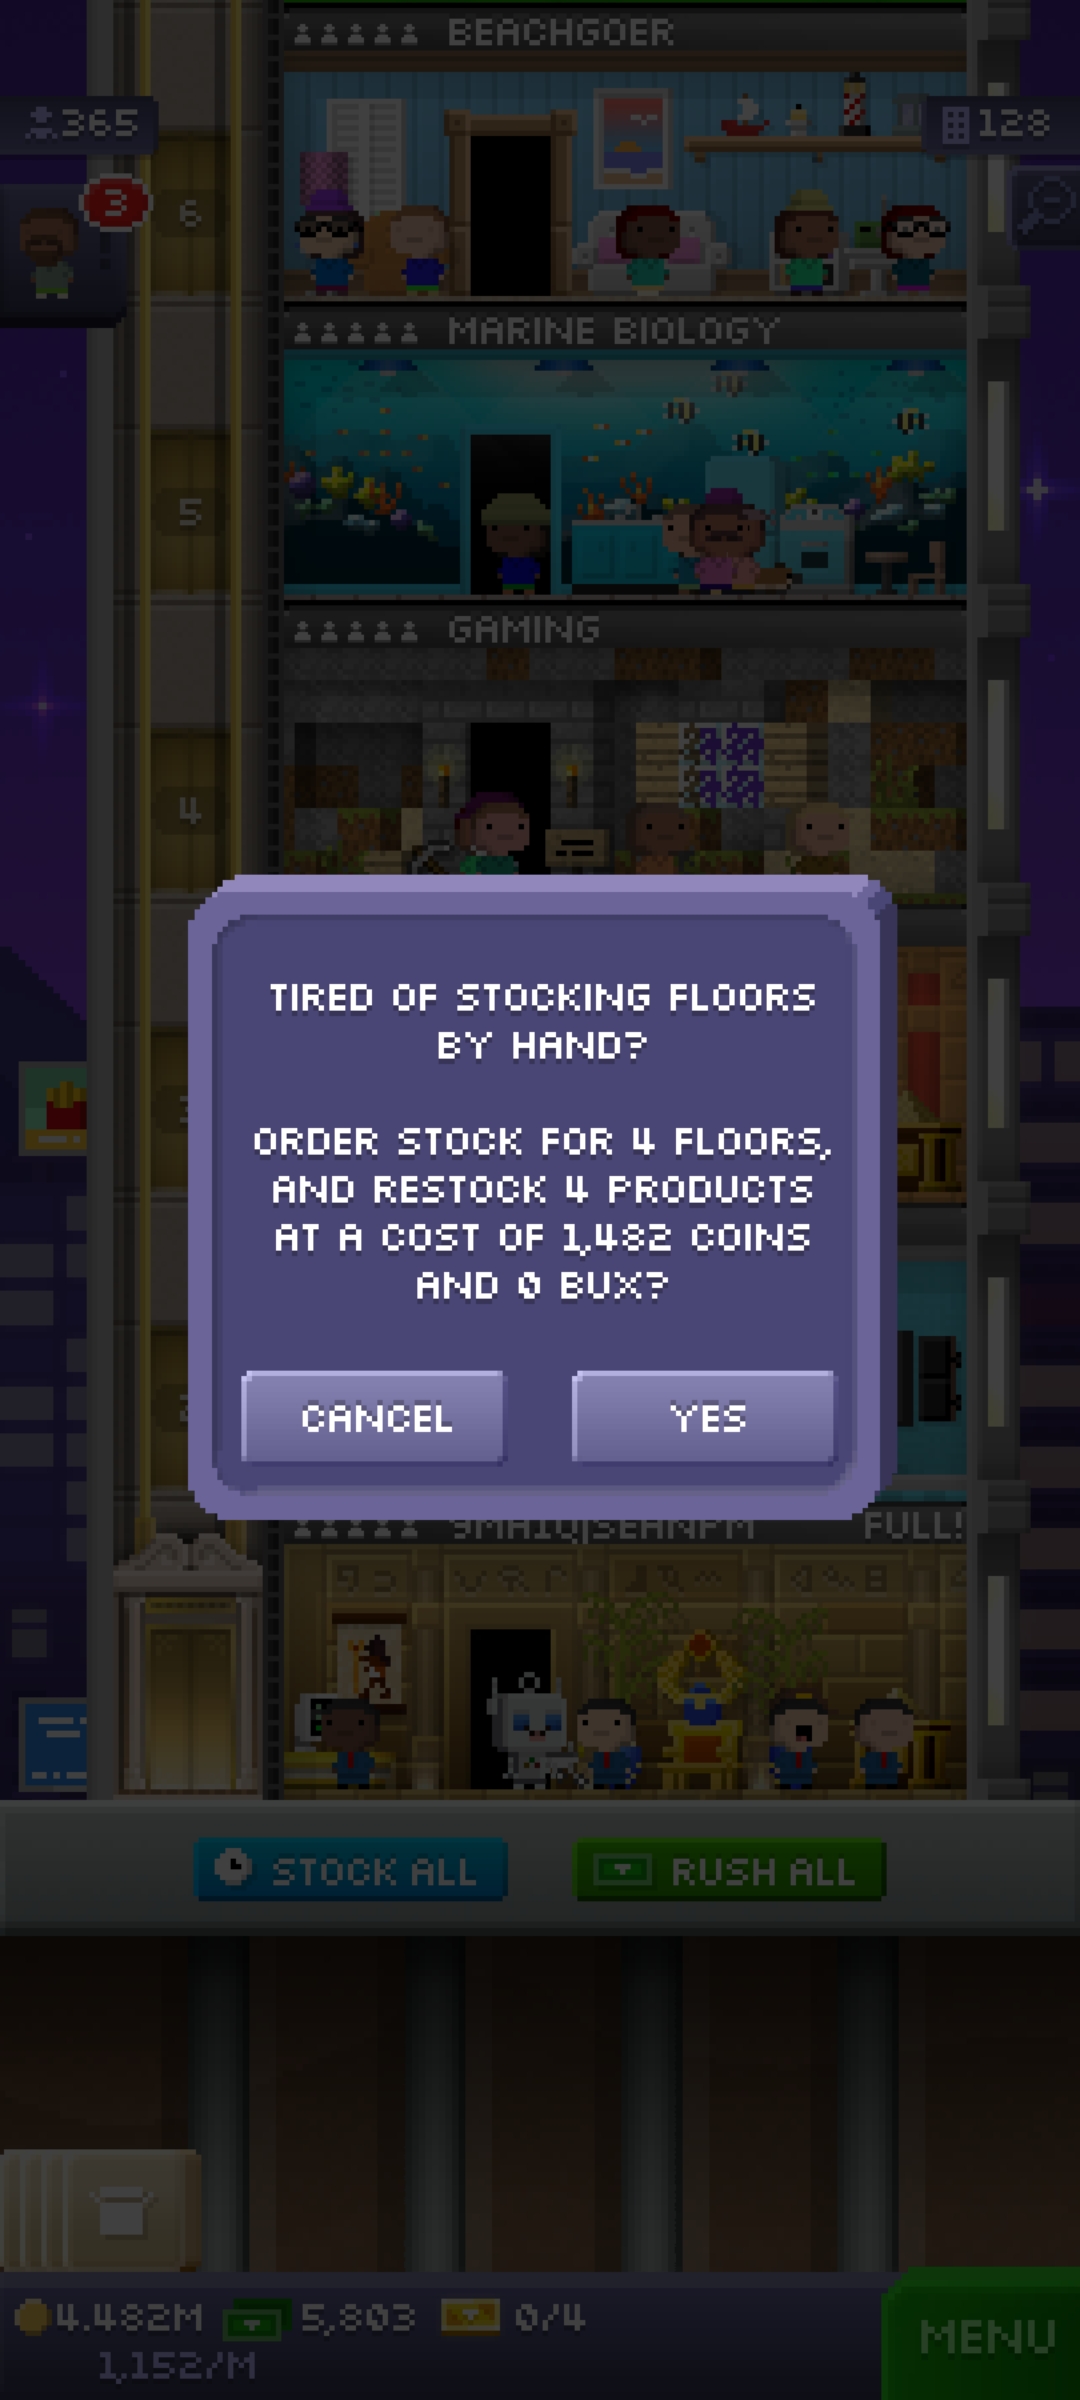 BEACHGOER
365
128
3
6
MARINE BIOLOGY
5
GAMING
4
TIRED OF STOCKING FLOORS
BY HAND?
ORDER STOCK FOR 4 FLOORS,
AND RESTOCK 4 PRODUCTS
AT A COST OF 1,482 COINS
AND 0 BUX?
CANCEL
YES
FULL!
STOCK ALL
RUSH ALL
4.482M
5,803
0/4
1,152/M
MENU